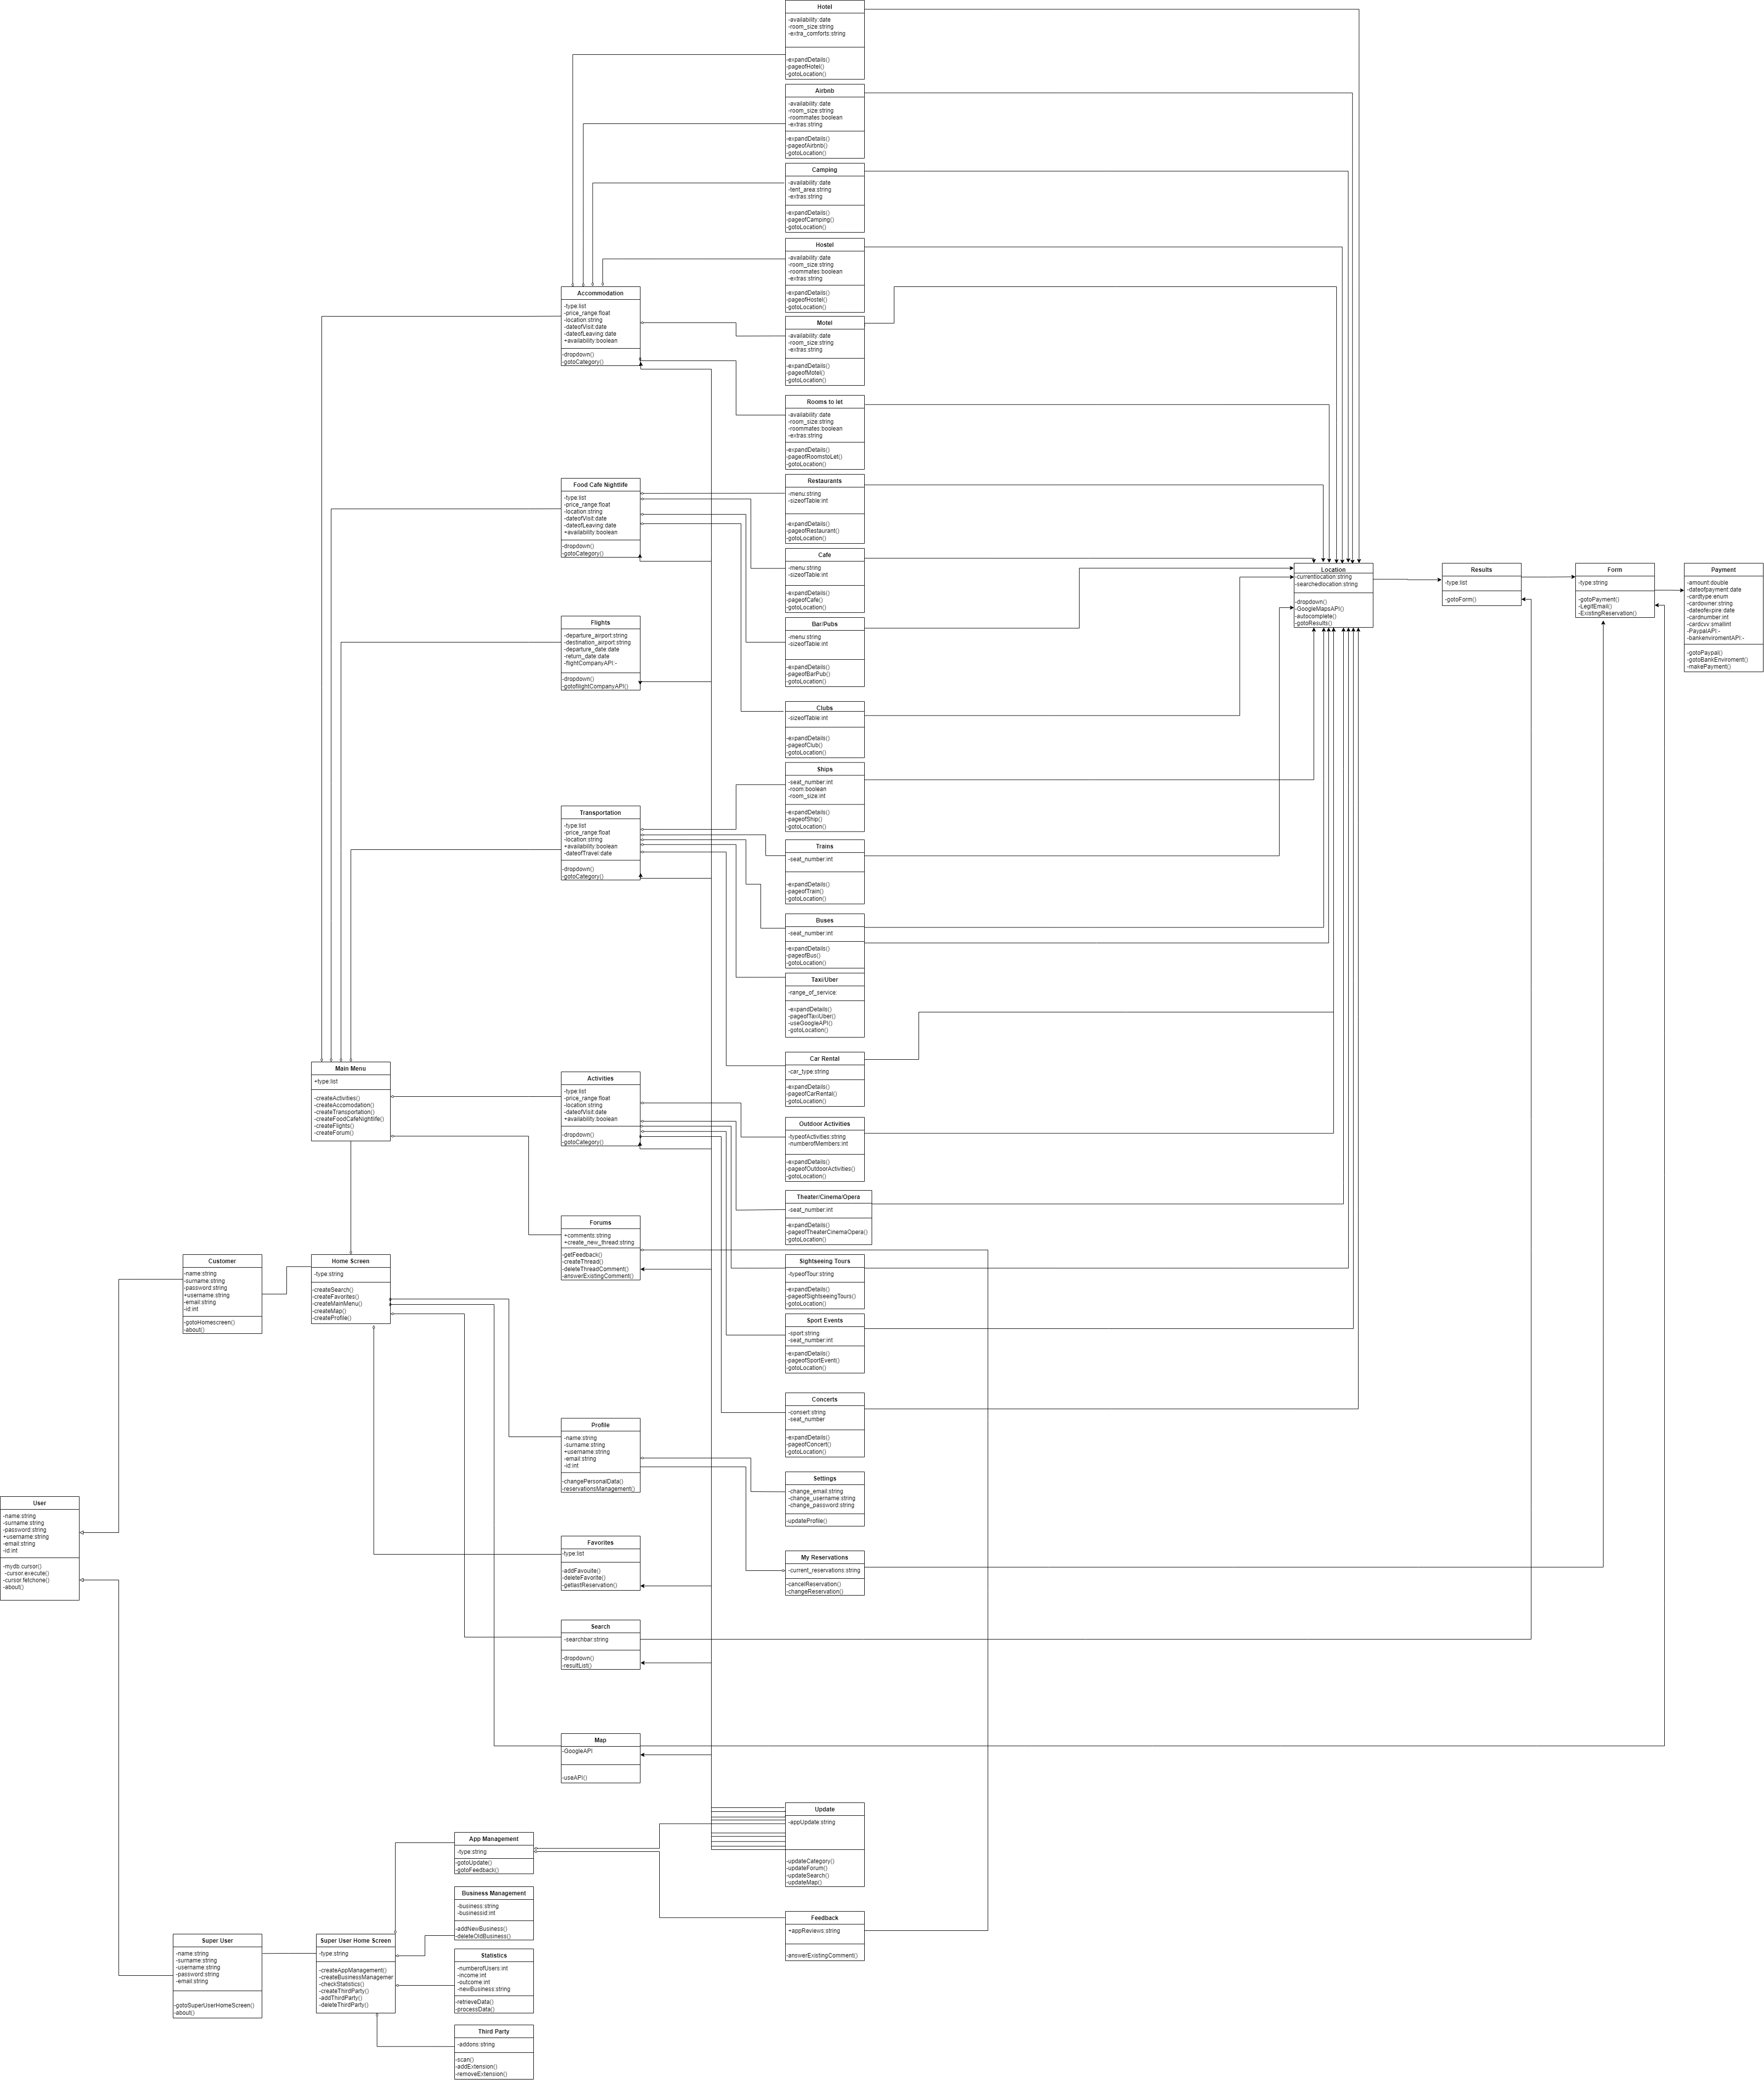 Hotel
-availability:date
-room_size:string
-extra_comforts:string
-expandDetails()
-pageofHotel()
-gotoLocation()
Airbnb
-availability:date
-room_size:string
-roommates:boolean
-extras:string
-expandDetails()
-pageofAirbnb()
-gotoLocation()
Camping
-availability:date
-tent_area:string
-extras:string
-expandDetails()
-pageofCamping()
-gotoLocation()
Hostel
-availability:date
-room_size:string
-roommates:boolean
-extras:string
-expandDetails()
-pageofHostel()
-gotoLocation()
Accommodation
-type:list
-price_range:float
-location:string
-dateofVisit:date
-dateofLeaving:date
+availability:boolean
-dropdown()
-gotoCategory()
Motel
-availability:date
-room_size:string
-extras:string
-expandDetails()
-pageofMotel()
-gotoLocation()
Rooms to let
-availability:date
-room_size:string
-roommates:boolean
-extras:string
-expandDetails()
-pageofRoomstoLet()
-gotoLocation()
Food Cafe Nightlife
-type:list
-price_range:float
-location:string
-dateofVisit:date
-dateofLeaving:date
+availability:boolean
-dropdown()
-gotoCategory()
Restaurants
-menu:string
-sizeofTable:int
-expandDetails()
-pageofRestaurant()
-gotoLocation()
Cafe
-menu:string
-sizeofTable:int
-expandDetails()
-pageofCafe()
-gotoLocation()
Location
-currentlocation:string
-searchedlocation:string
-dropdown()
-GoogleMapsAPI()
-autocomplete()
-gotoResults()
Results
-type:list
-gotoForm()
Form
-type:string
-gotoPayment()
-LegitEmail()
-ExistingReservation()
Payment
-amount:double
-dateofpayment:date
-cardtype:enum
-cardowner:string
-dateofexpire:date
-cardnumber:int
-cardcvv:smallint
-PaypalAPI:-
-bankenviromentAPI:-
-gotoPaypal()
-gotoBankEnviroment()
-makePayment()
Flights
-departure_airport:string
-destination_airport:string
-departure_date:date
-return_date:date
-flightCompanyAPI:-
-dropdown()
-gotoflightCompanyAPI()
Bar/Pubs
-menu:string
-sizeofTable:int
-expandDetails()
-pageofBarPub()
-gotoLocation()
Clubs
-sizeofTable:int
-expandDetails()
-pageofClub()
-gotoLocation()
Ships
-seat_number:int
-room:boolean
-room_size:int
-expandDetails()
-pageofShip()
-gotoLocation()
Transportation
-type:list
-price_range:float
-location:string
+availability:boolean
-dateofTravel:date
-dropdown()
-gotoCategory()
Trains
-seat_number:int
-expandDetails()
-pageofTrain()
-gotoLocation()
Buses
-seat_number:int
-expandDetails()
-pageofBus()
-gotoLocation()
Taxi/Uber
-range_of_service:
-expandDetails()
-pageofTaxiUber()
-useGoogleAPI()
-gotoLocation()
Car Rental
-car_type:string
-expandDetails()
-pageofCarRental()
-gotoLocation()
Main Menu
+type:list
-createActivities()
-createAccomodation()
-createTransportation()
-createFoodCafeNightlife()
-createFlights()
-createForum()
Activities
-type:list
-price_range:float
-location:string
-dateofVisit:date
+availability:boolean
-dropdown()
-gotoCategory()
Outdoor Activities
-typeofActivities:string
-numberofMembers:int
-expandDetails()
-pageofOutdoorActivities()
-gotoLocation()
Theater/Cinema/Opera
-seat_number:int
-expandDetails()
-pageofTheaterCinemaOpera()
-gotoLocation()
Forums
+comments:string
+create_new_thread:string
-getFeedback()
-createThread()
-deleteThreadComment()
-answerExistingComment()
Customer
-name:string
-surname:string
-password:string
+username:string
-email:string
-id:int
-gotoHomescreen()
-about()
Home Screen
-type:string
-createSearch()
-createFavorites()
-createMainMenu()
-createMap()
-createProfile()
Sightseeing Tours
-typeofTour:string
-expandDetails()
-pageofSightseeingTours()
-gotoLocation()
Sport Events
-sport:string
-seat_number:int
-expandDetails()
-pageofSportEvent()
-gotoLocation()
Concerts
-consert:string
-seat_number
-expandDetails()
-pageofConcert()
-gotoLocation()
Profile
-name:string
-surname:string
+username:string
-email:string
-id:int
-changePersonalData()
-reservationsManagement()
Settings
-change_email:string
-change_username:string
-change_password:string
-updateProfile()
User
-name:string
-surname:string
-password:string
+username:string
-email:string
-id:int
-mydb.cursor()
-cursor.execute()
-cursor.fetchone()
-about()
Favorites
-type:list
-addFavouite()
-deleteFavorite()
-getlastReservation()
My Reservations
-current_reservations:string
-cancelReservation()
-changeReservation()
Search
-searchbar:string
-dropdown()
-resultList()
Map
-GoogleAPI
-useAPI()
Update
-appUpdate:string
-updateCategory()
-updateForum()
-updateSearch()
-updateMap()
App Management
-type:string
-gotoUpdate()
-gotoFeedback()
Business Management
-business:string
-businessid:int
-addNewBusiness()
-deleteOldBusiness()
Feedback
+appReviews:string
-answerExistingComment()
Super User
-name:string
-surname:string
-username:string
-password:string
-email:string
-gotoSuperUserHomeScreen()
-about()
Super User Home Screen
-type:string
-createAppManagement()
-createBusinessManagemer
-checkStatistics()
-createThirdParty()
-addThirdParty()
-deleteThirdParty()
Statistics
-numberofUsers:int
-income:int
-outcome:int
-newBusiness:string
-retrieveData()
-processData()
Third Party
-addons:string
-scan()
-addExtension()
-removeExtension()